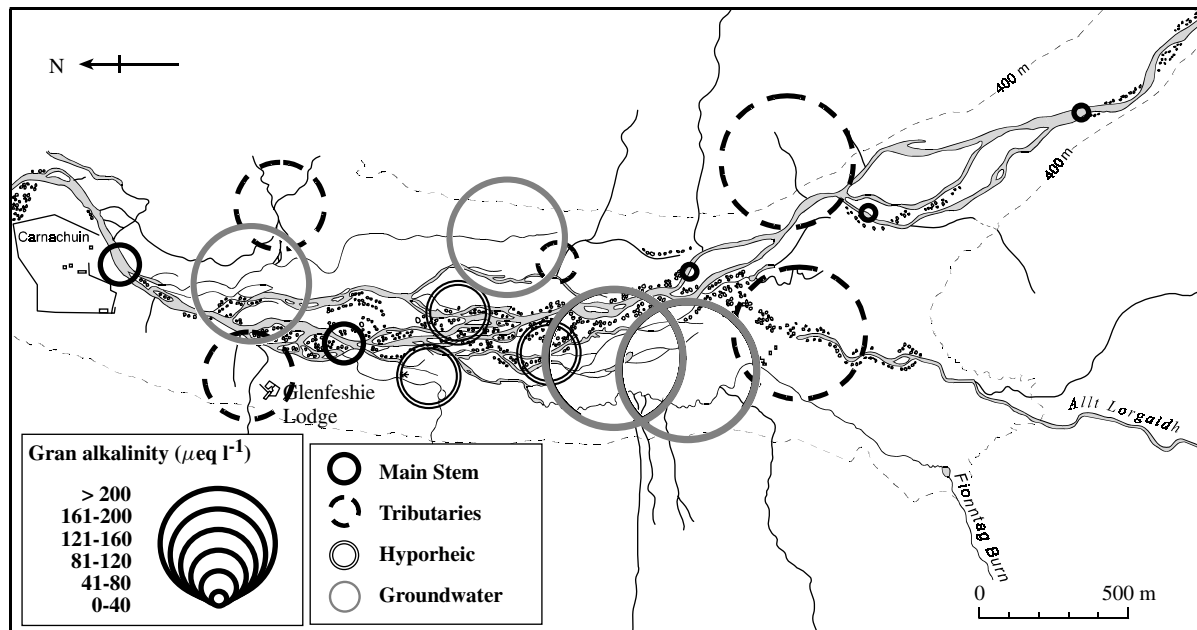 N
400 m
400 m
Carnachuin
Glenfeshie
Lodge
Allt Lorgaidh
Fionntag Burn
Gran alkalinity (μeq l⁻¹)
> 200
161-200
121-160
81-120
41-80
0-40
Main Stem
Tributaries
Hyporheic
Groundwater
0 500 m